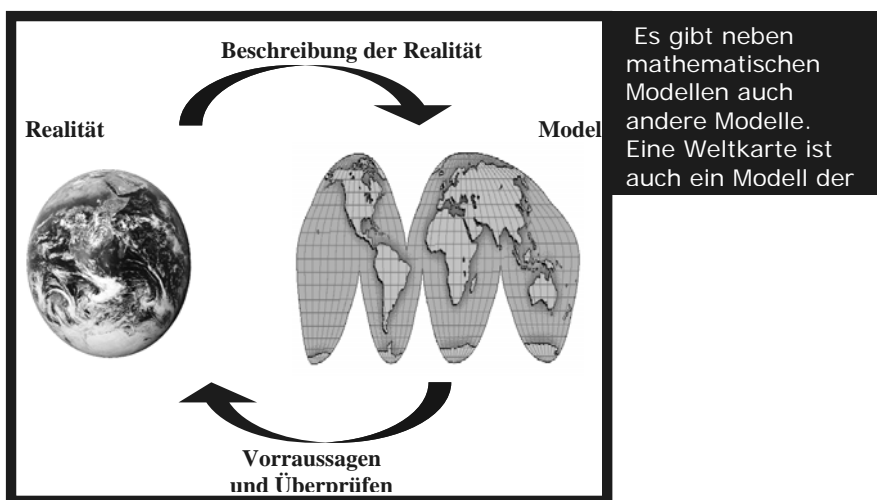 Beschreibung der Realität
Realität
Model
Vorraussagen
und Überprüfen
Es gibt neben
mathematischen
Modellen auch
andere Modelle.
Eine Weltkarte ist
auch ein Modell der